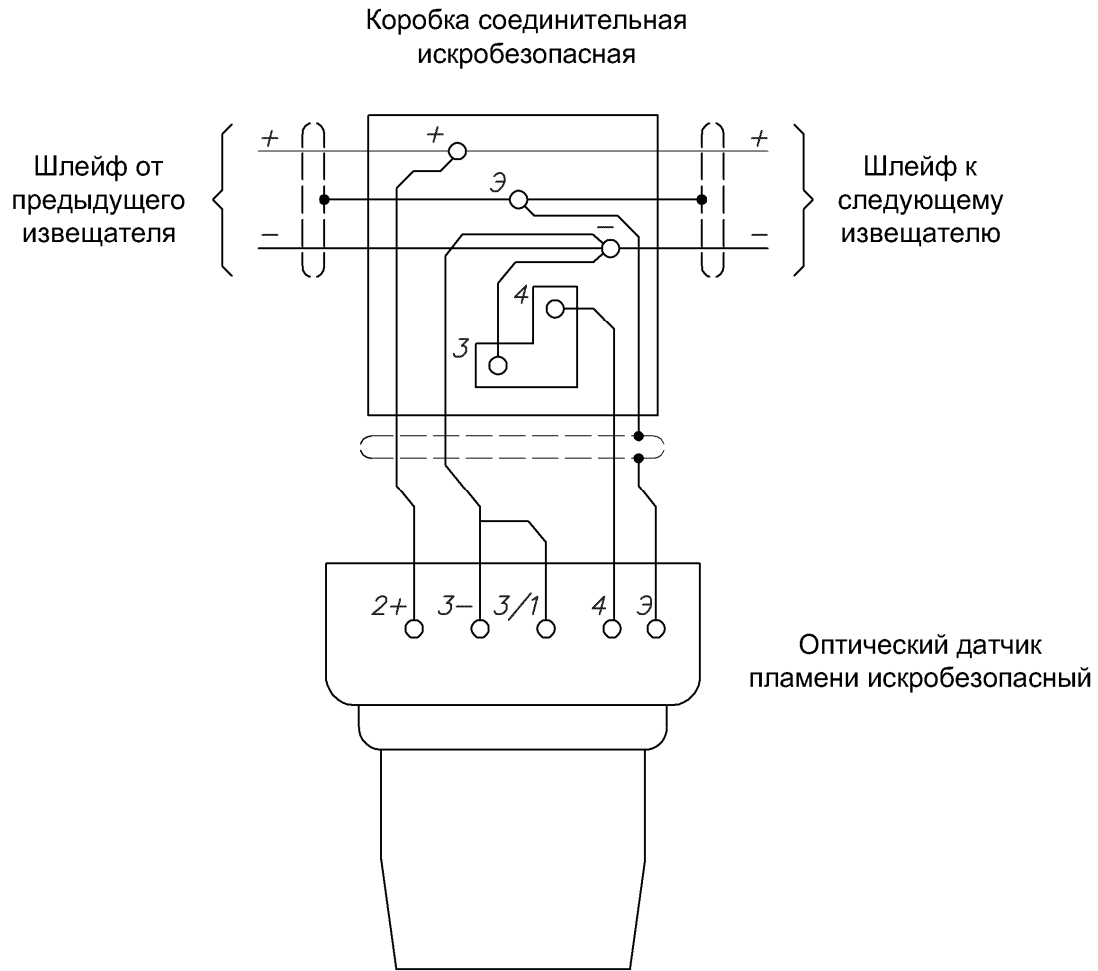 Коробка соединительная
искробезопасная
+ + +
Шлейф от
предыдущего
извещателя
Э
Шлейф к
следующему
извещателю
− − −
4
3
2+ 3− 3/1 4 Э
Оптический датчик
пламени искробезопасный